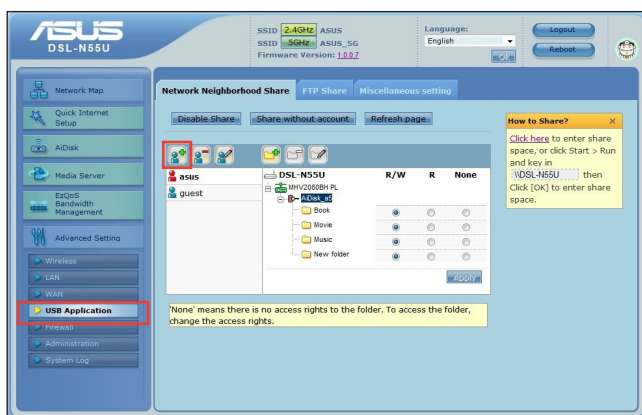 ASUS
DSL-N55U
SSID 2.4GHz ASUS
SSID 5GHz ASUS_5G
Firmware Version: 1.0.0.7
Language:
English
OK
Logout
Reboot
Network Map
Quick Internet
Setup
AiDisk
Media Server
EzQoS
Bandwidth
Management
Advanced Setting
Wireless
LAN
WAN
USB Application
Firewall
Administration
System Log
Network Neighborhood Share
FTP Share
Miscellaneous setting
Disable Share
Share without account
Refresh page
asus
guest
DSL-N55U R/W R None
MHV2080BH PL
AiDisk_a5
Book
Movie
Music
New folder
Apply
'None' means there is no access rights to the folder. To access the folder,
change the access rights.
How to Share? X
Click here to enter share
space, or click Start > Run
and key in
\\DSL-N55U then
Click [OK] to enter share
space.